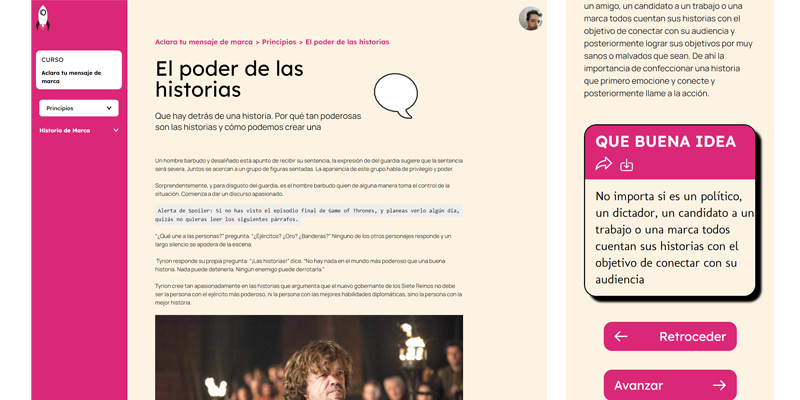 CURSO
Aclara tu mensaje de
marca
Principios
Historia de Marca
Aclara tu mensaje de marca > Principios > El poder de las historias
El poder de las
historias
Que hay detrás de una historia. Por qué tan poderosas
son las historias y cómo podemos crear una
Un hombre barbudo y desaliñado está apunto de recibir su sentencia, la expresión de del guardia sugiere que la sentencia
será severa. Juntos se acercan a un grupo de figuras sentadas. La apariencia de este grupo habla de privilegio y poder.
Sorprendentemente, y para disgusto del guardia, es el hombre barbudo quien de alguna manera toma el control de la
situación. Comienza a dar un discurso apasionado.
Alerta de Spoiler: Si no has visto el episodio final de Game of Thrones, y planeas verlo algún día,
quizás no quieras leer los siguientes párrafos.
"¿Qué une a las personas?" pregunta. "¿Ejércitos? ¿Oro? ¿Banderas?" Ninguno de los otros personajes responde y un
largo silencio se apodera de la escena.
Tyrion responde su propia pregunta: "¡Las historias!" dice. "No hay nada en el mundo más poderoso que una buena
historia. Nada puede detenerla. Ningún enemigo puede derrotarla."
Tyrion cree tan apasionadamente en las historias que argumenta que el nuevo gobernante de los Siete Reinos no debe
ser la persona con el ejército más poderoso, ni la persona con las mejores habilidades diplomáticas, sino la persona con la
mejor historia.
un amigo, un candidato a un trabajo o una
marca todos cuentan sus historias con el
objetivo de conectar con su audiencia y
posteriormente lograr sus objetivos por muy
sanos o malvados que sean. De ahí la
importancia de confeccionar una historia
que primero emocione y conecte y
posteriormente llame a la acción.
QUE BUENA IDEA
No importa si es un político,
un dictador, un candidato a un
trabajo o una marca todos
cuentan sus historias con el
objetivo de conectar con su
audiencia
Retroceder
Avanzar